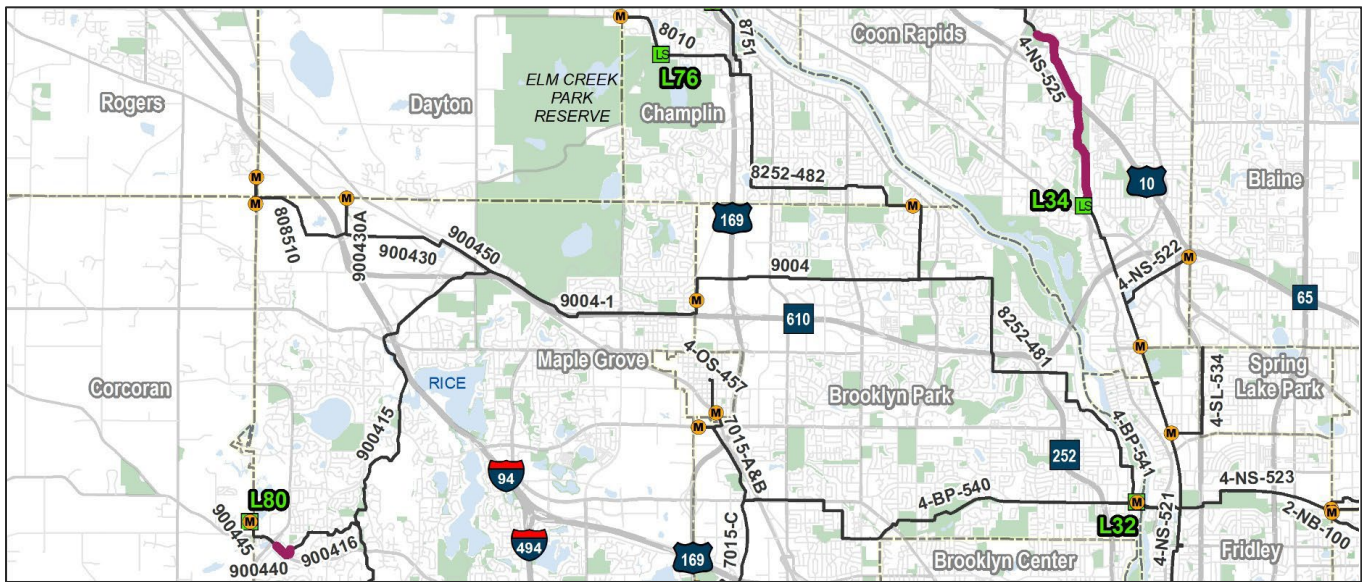 M
8010
LS
L76
8751
Coon Rapids
4-NS-525
ELM CREEK
PARK
RESERVE
Rogers
Dayton
Champlin
10
Blaine
M
M
M
808510
900430A
900430
900450
8252-482
M
169
L34
LS
4-NS-522
M
9004
9004-1
M
610
65
Maple Grove
4-OS-457
8252-481
M
Spring
Lake Park
4-SL-534
Corcoran
RICE
900415
M
M
7015-A&B
Brooklyn Park
4-BP-541
M
94
252
L80
M
4-BP-540
M
L32
4-NS-523
M
2-NB-100
900445
900440
900416
494
169
7015-C
Brooklyn Center
4-NS-521
Fridley